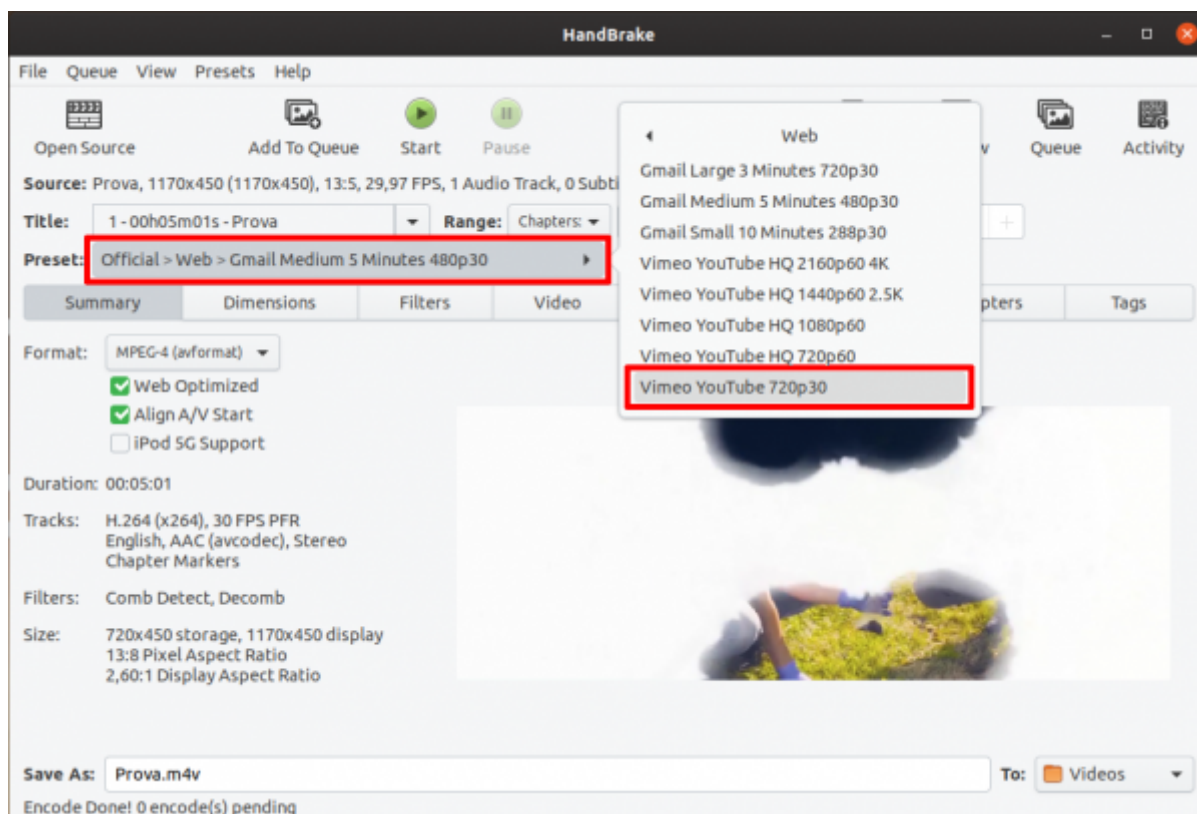 HandBrake
File Queue View Presets Help
Open Source Add To Queue Start Pause Queue Activity
Source: Prova, 1170x450 (1170x450), 13:5, 29,97 FPS, 1 Audio Track, 0 Subti
Title: 1 - 00h05m01s - Prova Range: Chapters:
Preset: Official > Web > Gmail Medium 5 Minutes 480p30
Web
Gmail Large 3 Minutes 720p30
Gmail Medium 5 Minutes 480p30
Gmail Small 10 Minutes 288p30
Vimeo YouTube HQ 2160p60 4K
Vimeo YouTube HQ 1440p60 2.5K
Vimeo YouTube HQ 1080p60
Vimeo YouTube HQ 720p60
Vimeo YouTube 720p30
Summary Dimensions Filters Video pters Tags
Format: MPEG-4 (avformat)
Web Optimized
Align A/V Start
iPod 5G Support
Duration: 00:05:01
Tracks: H.264 (x264), 30 FPS PFR
English, AAC (avcodec), Stereo
Chapter Markers
Filters: Comb Detect, Decomb
Size: 720x450 storage, 1170x450 display
13:8 Pixel Aspect Ratio
2,60:1 Display Aspect Ratio
Save As: Prova.m4v To: Videos
Encode Done! 0 encode(s) pending